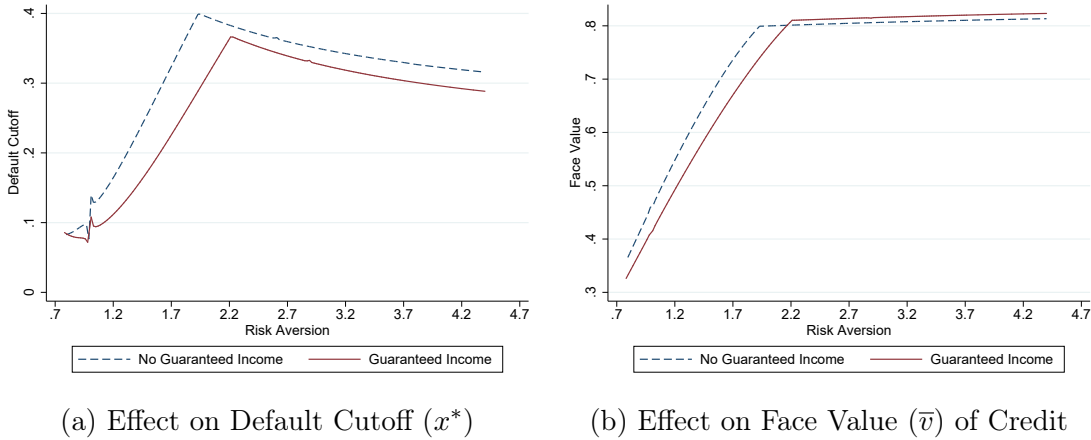 Default Cutoff
.4
.3
.2
.1
0
.7 1.2 1.7 2.2 2.7 3.2 3.7 4.2 4.7
Risk Aversion
No Guaranteed Income Guaranteed Income
(a) Effect on Default Cutoff (x*)
Face Value
.8
.7
.6
.5
.4
.3
.7 1.2 1.7 2.2 2.7 3.2 3.7 4.2 4.7
Risk Aversion
No Guaranteed Income Guaranteed Income
(b) Effect on Face Value (v̅) of Credit